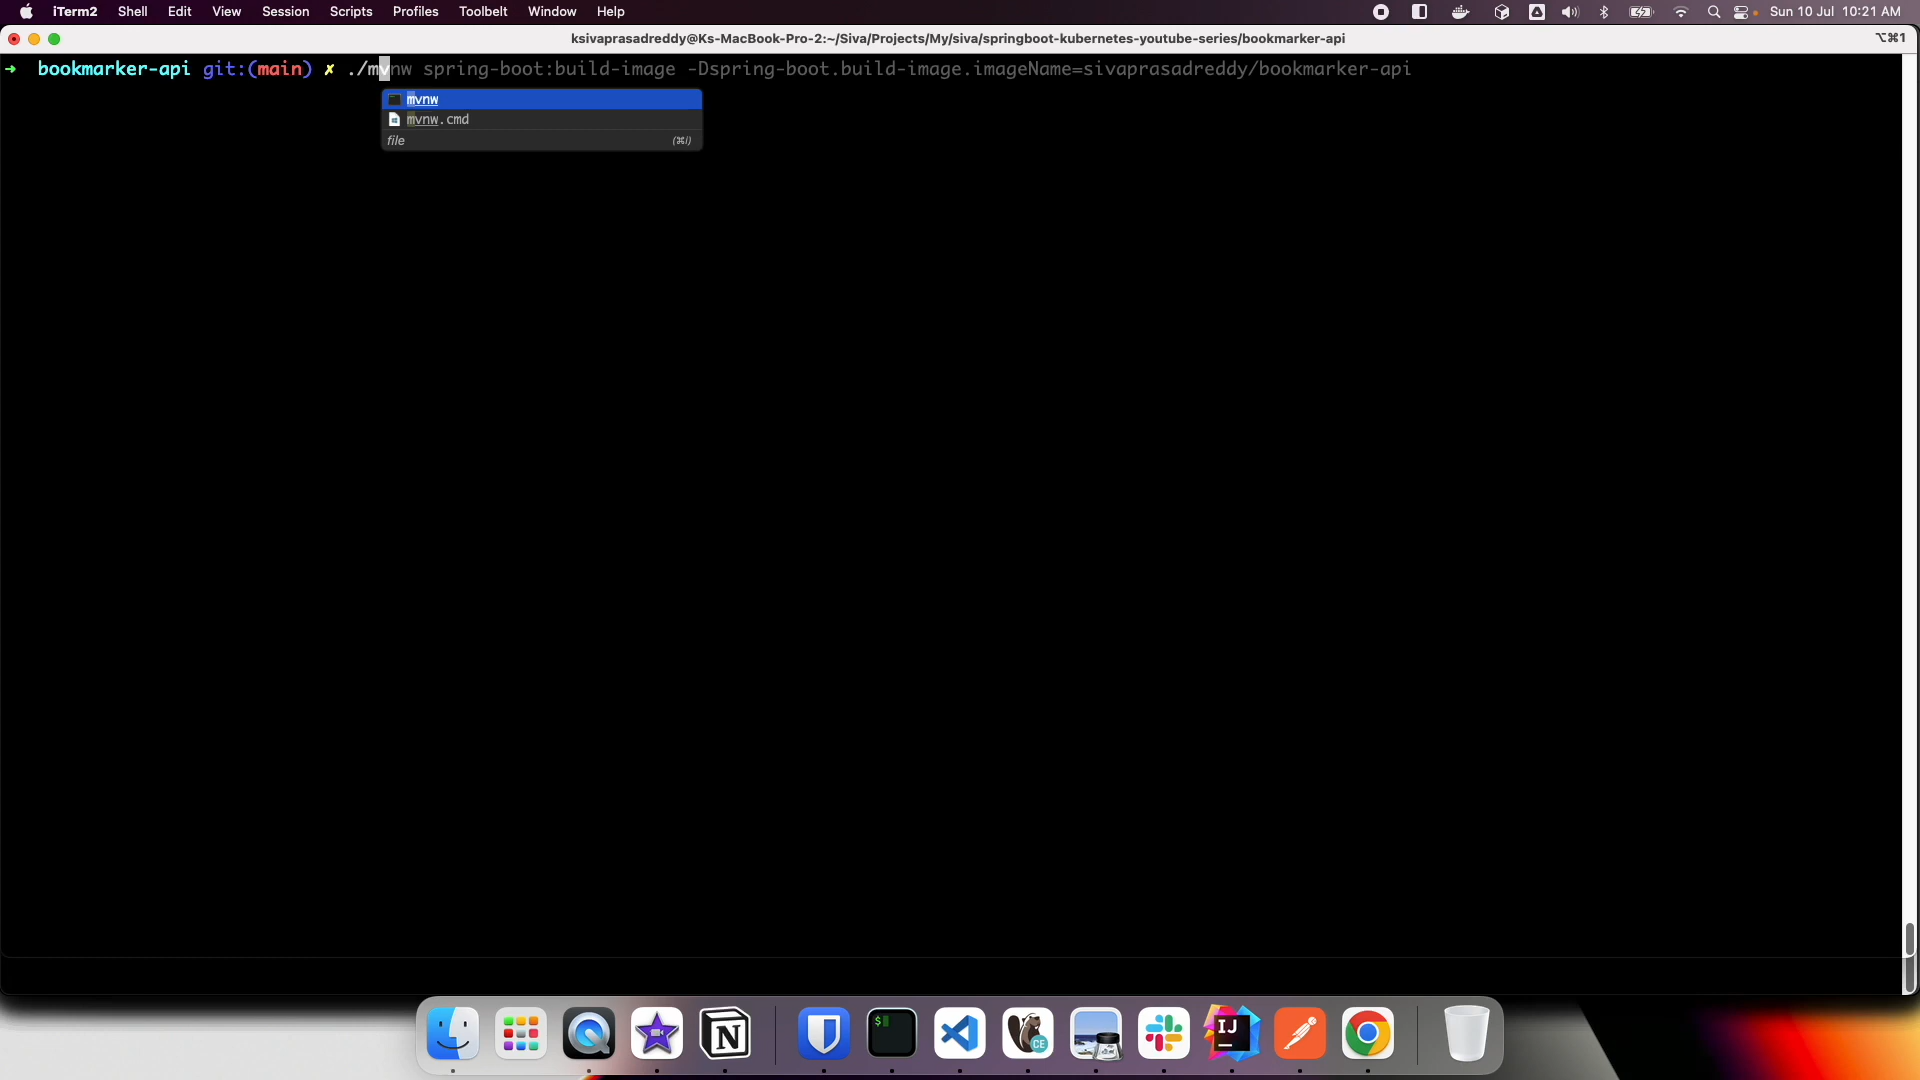 iTerm2 Shell Edit View Session Scripts Profiles Toolbelt Window Help Sun 10 Jul 10:21 AM
ksivaprasadreddy@Ks-MacBook-Pro-2:~/Siva/Projects/My/siva/springboot-kubernetes-youtube-series/bookmarker-api ⌥⌘1
➜ bookmarker-api git:(main) ✗ ./mvnw spring-boot:build-image -Dspring-boot.build-image.imageName=sivaprasadreddy/bookmarker-api
mvnw
mvnw.cmd
file (⌘i)
$ CE IJ